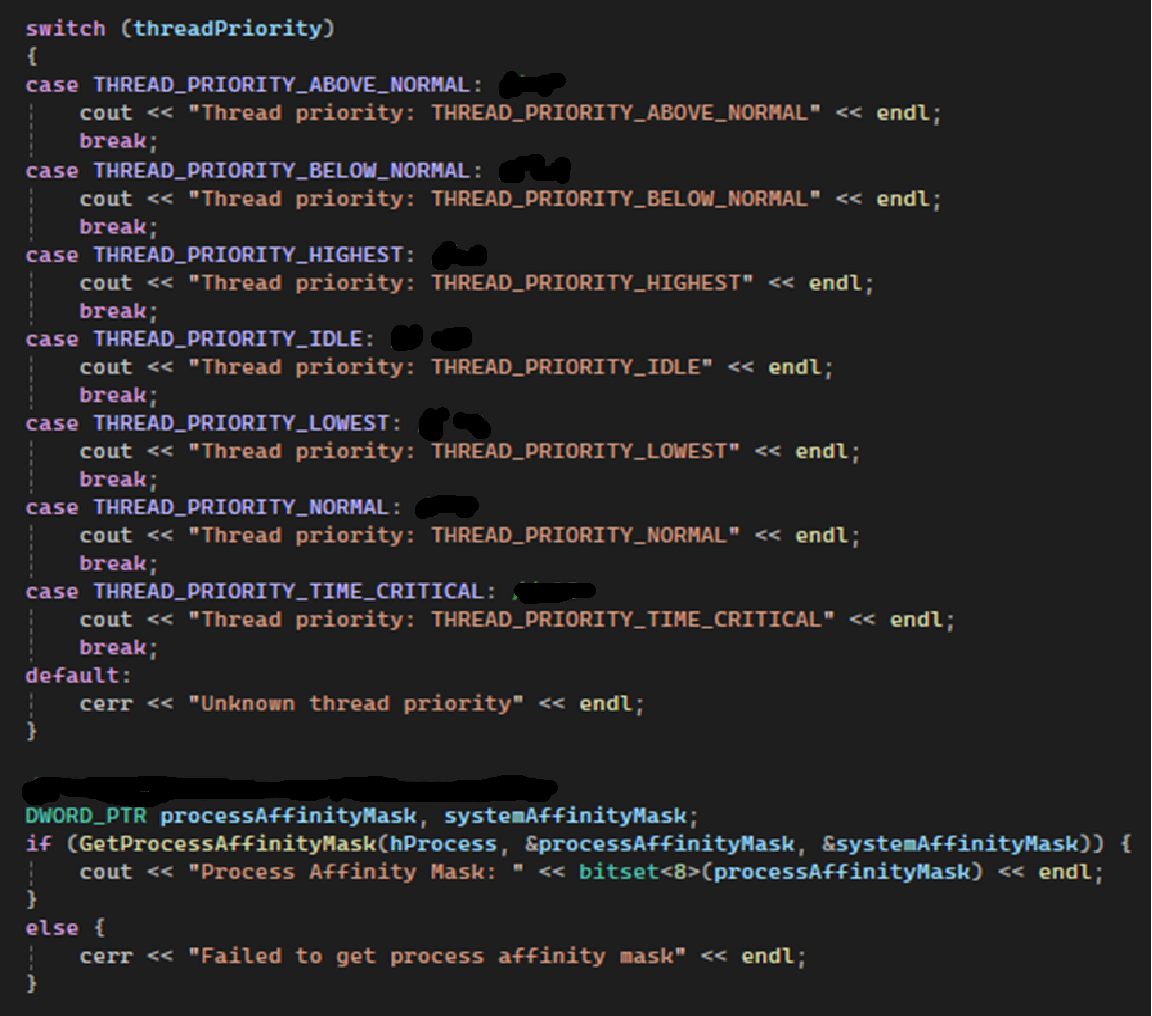 switch (threadPriority)
{
case THREAD_PRIORITY_ABOVE_NORMAL:
cout << "Thread priority: THREAD_PRIORITY_ABOVE_NORMAL" << endl;
break;
case THREAD_PRIORITY_BELOW_NORMAL:
cout << "Thread priority: THREAD_PRIORITY_BELOW_NORMAL" << endl;
break;
case THREAD_PRIORITY_HIGHEST:
cout << "Thread priority: THREAD_PRIORITY_HIGHEST" << endl;
break;
case THREAD_PRIORITY_IDLE:
cout << "Thread priority: THREAD_PRIORITY_IDLE" << endl;
break;
case THREAD_PRIORITY_LOWEST:
cout << "Thread priority: THREAD_PRIORITY_LOWEST" << endl;
break;
case THREAD_PRIORITY_NORMAL:
cout << "Thread priority: THREAD_PRIORITY_NORMAL" << endl;
break;
case THREAD_PRIORITY_TIME_CRITICAL:
cout << "Thread priority: THREAD_PRIORITY_TIME_CRITICAL" << endl;
break;
default:
cerr << "Unknown thread priority" << endl;
}
DWORD_PTR processAffinityMask, systemAffinityMask;
if (GetProcessAffinityMask(hProcess, &processAffinityMask, &systemAffinityMask)) {
cout << "Process Affinity Mask: " << bitset<8>(processAffinityMask) << endl;
}
else {
cerr << "Failed to get process affinity mask" << endl;
}